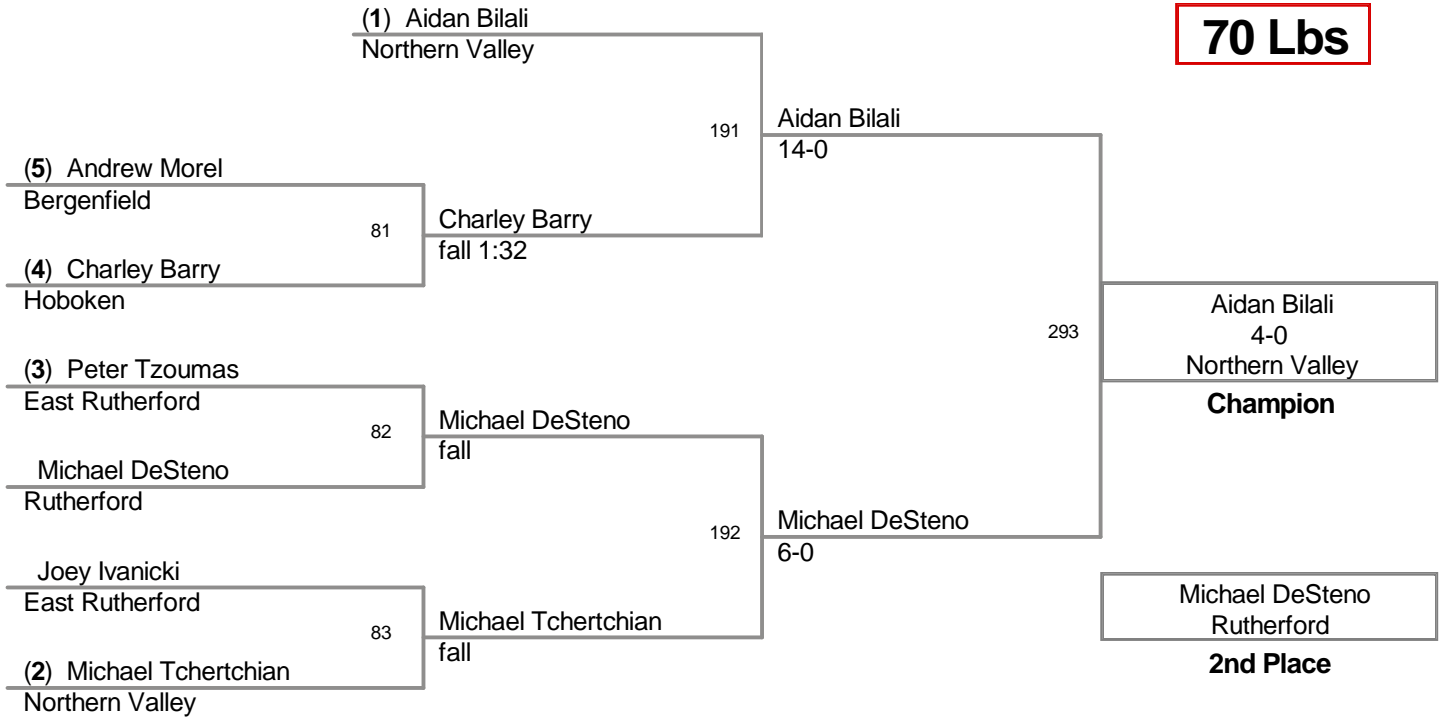 (1) Aidan Bilali
Northern Valley
70 Lbs
191
Aidan Bilali
14-0
(5) Andrew Morel
Bergenfield
81
Charley Barry
fall 1:32
(4) Charley Barry
Hoboken
293
Aidan Bilali
4-0
Northern Valley
Champion
(3) Peter Tzoumas
East Rutherford
82
Michael DeSteno
fall
Michael DeSteno
Rutherford
192
Michael DeSteno
6-0
Joey Ivanicki
East Rutherford
83
Michael Tchertchian
fall
(2) Michael Tchertchian
Northern Valley
Michael DeSteno
Rutherford
2nd Place